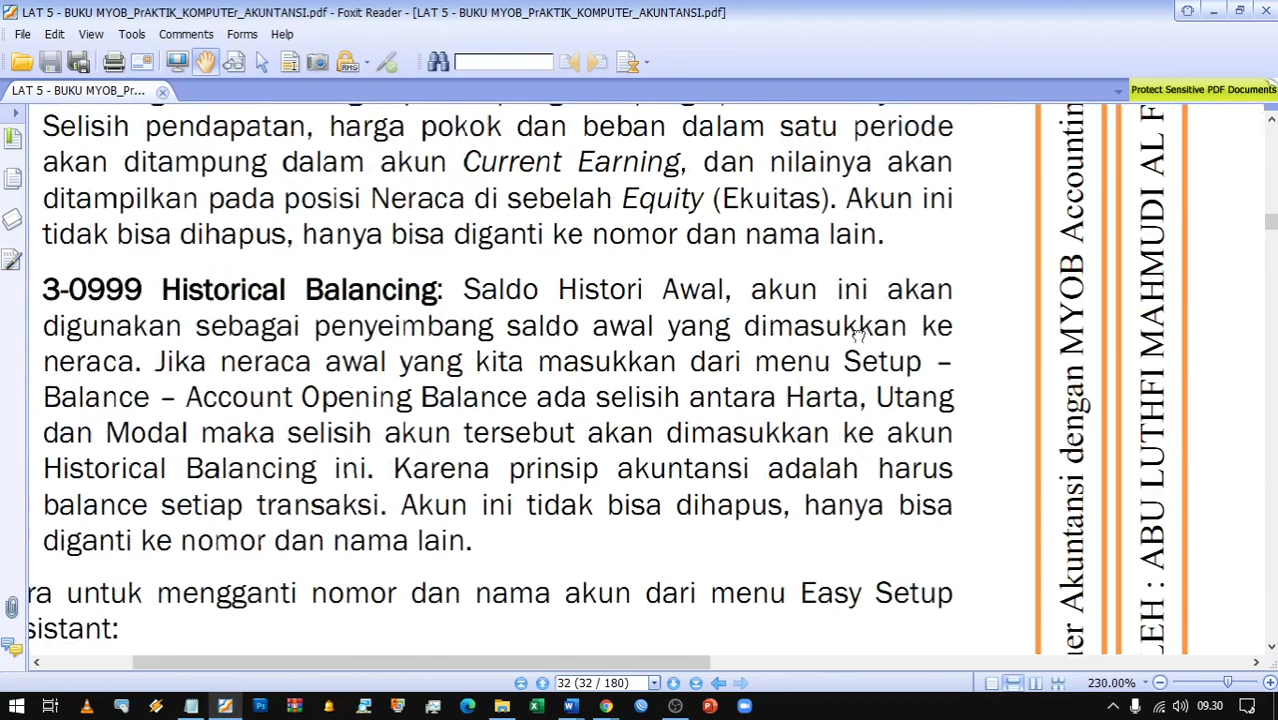 LAT 5 - BUKU MYOB_PrAKTIK_KOMPUTEr_AKUNTANSI.pdf - Foxit Reader - [LAT 5 - BUKU MYOB_PrAKTIK_KOMPUTEr_AKUNTANSI.pdf]
File Edit View Tools Comments Forms Help
LAT 5 - BUKU MYOB_Pr...
Protect Sensitive PDF Documents
Selisih pendapatan, harga pokok dan beban dalam satu periode
akan ditampung dalam akun Current Earning, dan nilainya akan
ditampilkan pada posisi Neraca di sebelah Equity (Ekuitas). Akun ini
tidak bisa dihapus, hanya bisa diganti ke nomor dan nama lain.
3-0999 Historical Balancing: Saldo Histori Awal, akun ini akan
digunakan sebagai penyeimbang saldo awal yang dimasukkan ke
neraca. Jika neraca awal yang kita masukkan dari menu Setup –
Balance – Account Opening Balance ada selisih antara Harta, Utang
dan Modal maka selisih akun tersebut akan dimasukkan ke akun
Historical Balancing ini. Karena prinsip akuntansi adalah harus
balance setiap transaksi. Akun ini tidak bisa dihapus, hanya bisa
diganti ke nomor dan nama lain.
ra untuk mengganti nomor dan nama akun dari menu Easy Setup
sistant:
er Akuntansi dengan MYOB Accountin
LEH : ABU LUTHFI MAHMUDI AL F
32 (32 / 180)
230.00%
09.30